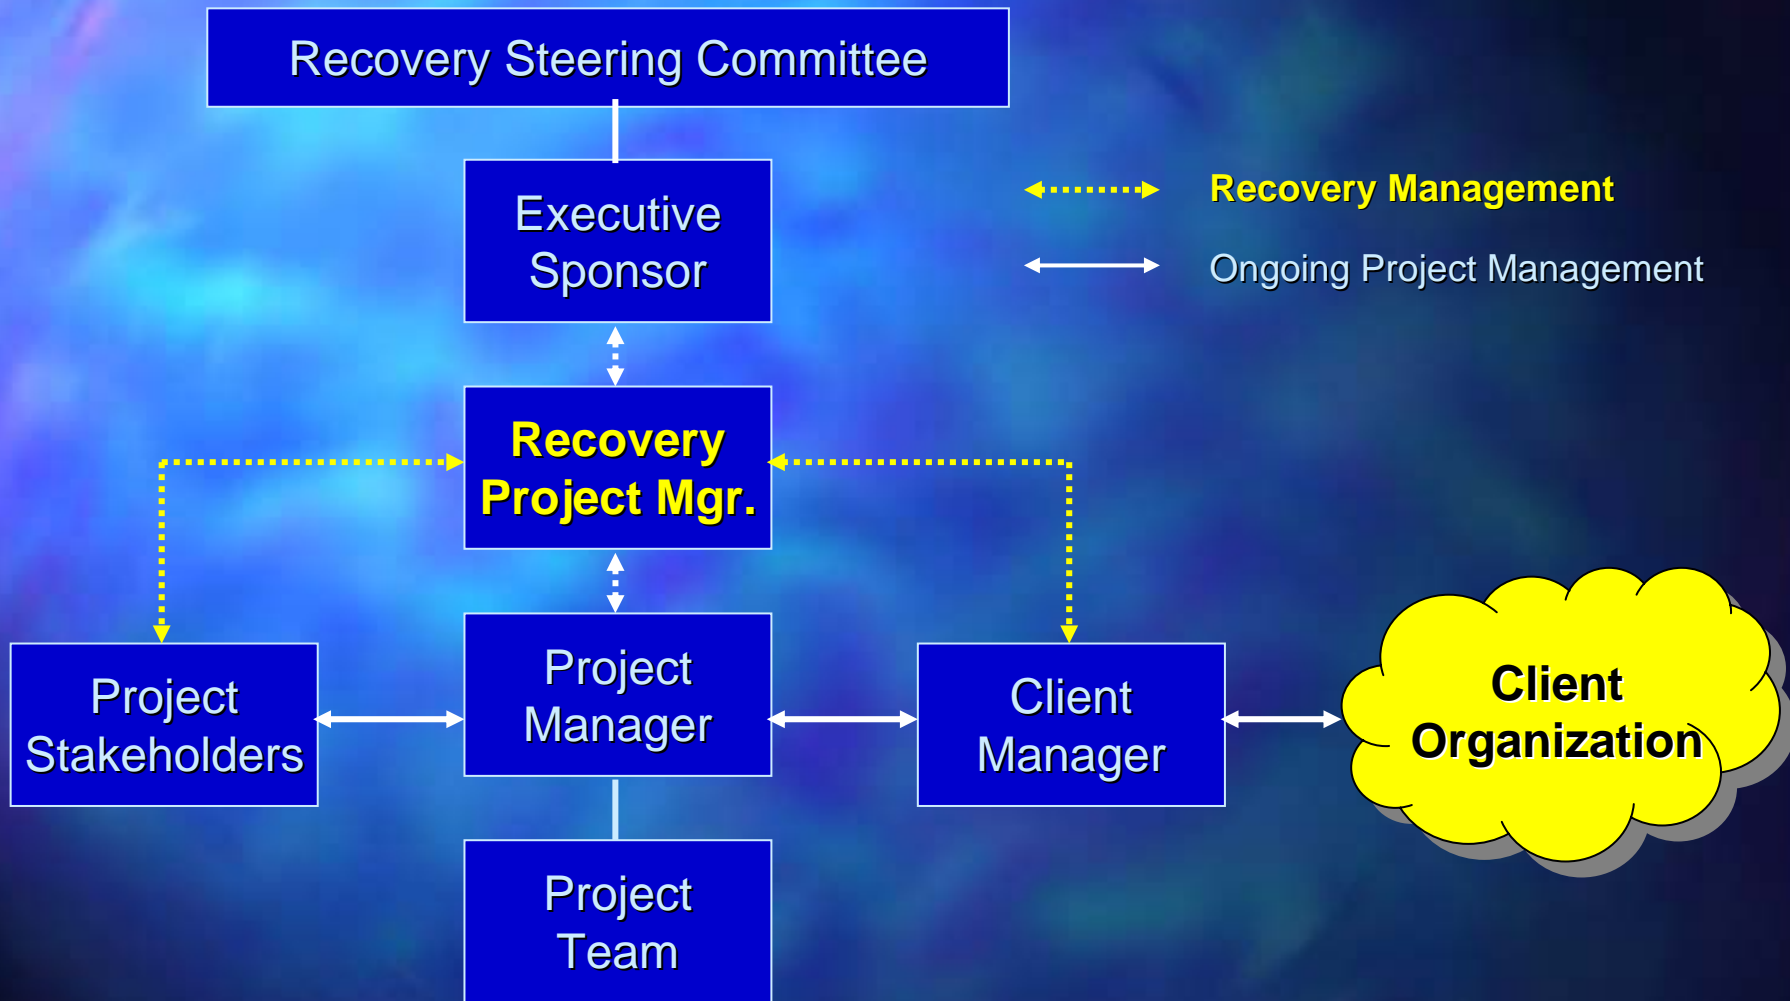 Recovery Steering Committee
Executive
Sponsor
Recovery Management
Ongoing Project Management
Recovery
Project Mgr.
Project
Stakeholders
Project
Manager
Client
Manager
Client
Organization
Project
Team